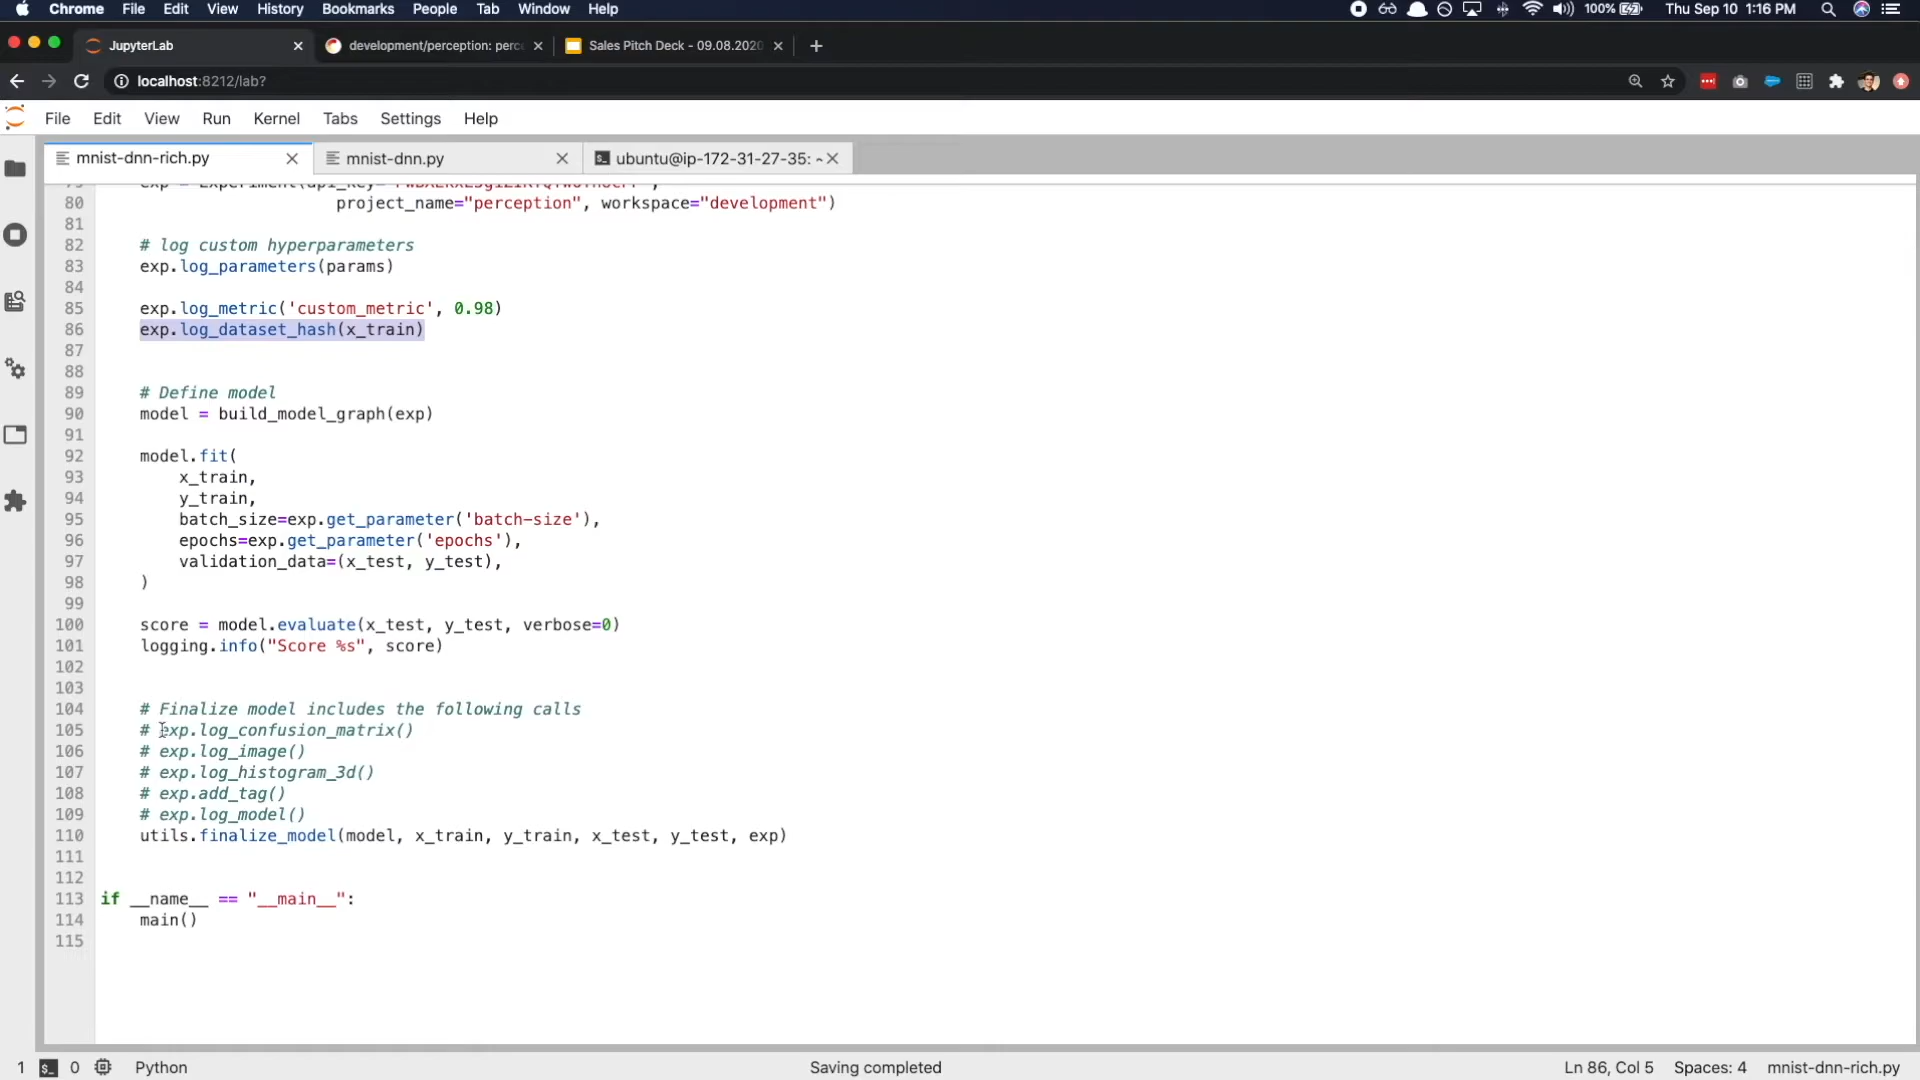 Chrome File Edit View History Bookmarks People Tab Window Help 100% Thu Sep 10 1:16 PM
JupyterLab development/perception: perc Sales Pitch Deck - 09.08.2020
localhost:8212/lab?
File Edit View Run Kernel Tabs Settings Help
mnist-dnn-rich.py mnist-dnn.py ubuntu@ip-172-31-27-35: ~
80 project_name="perception", workspace="development")
81
82 # log custom hyperparameters
83 exp.log_parameters(params)
84
85 exp.log_metric('custom_metric', 0.98)
86 exp.log_dataset_hash(x_train)
87
88
89 # Define model
90 model = build_model_graph(exp)
91
92 model.fit(
93 x_train,
94 y_train,
95 batch_size=exp.get_parameter('batch-size'),
96 epochs=exp.get_parameter('epochs'),
97 validation_data=(x_test, y_test),
98 )
99
100 score = model.evaluate(x_test, y_test, verbose=0)
101 logging.info("Score %s", score)
102
103
104 # Finalize model includes the following calls
105 # exp.log_confusion_matrix()
106 # exp.log_image()
107 # exp.log_histogram_3d()
108 # exp.add_tag()
109 # exp.log_model()
110 utils.finalize_model(model, x_train, y_train, x_test, y_test, exp)
111
112
113 if __name__ == "__main__":
114 main()
115
1 0 Python Saving completed Ln 86, Col 5 Spaces: 4 mnist-dnn-rich.py